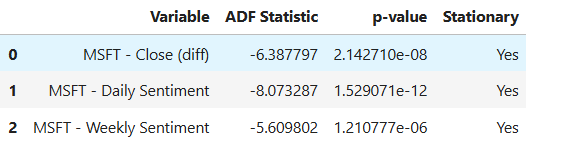 Variable ADF Statistic p-value Stationary
0 MSFT - Close (diff) -6.387797 2.142710e-08 Yes
1 MSFT - Daily Sentiment -8.073287 1.529071e-12 Yes
2 MSFT - Weekly Sentiment -5.609802 1.210777e-06 Yes